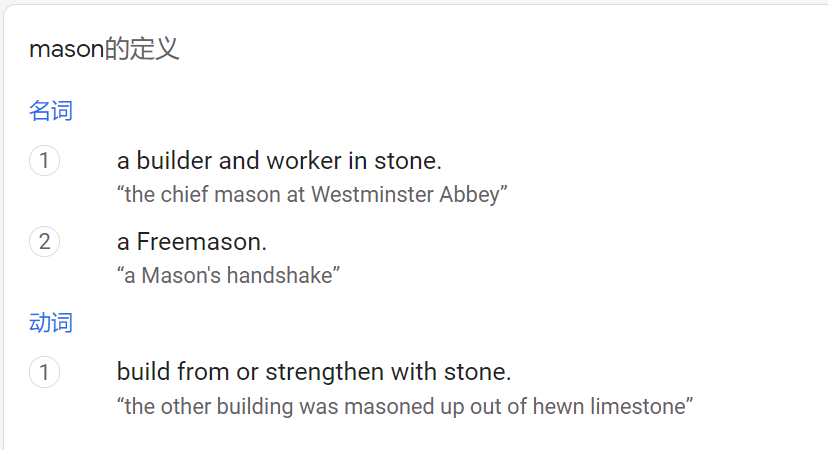 mason的定义
名词
1
a builder and worker in stone.
“the chief mason at Westminster Abbey”
2
a Freemason.
“a Mason's handshake”
动词
1
build from or strengthen with stone.
“the other building was masoned up out of hewn limestone”